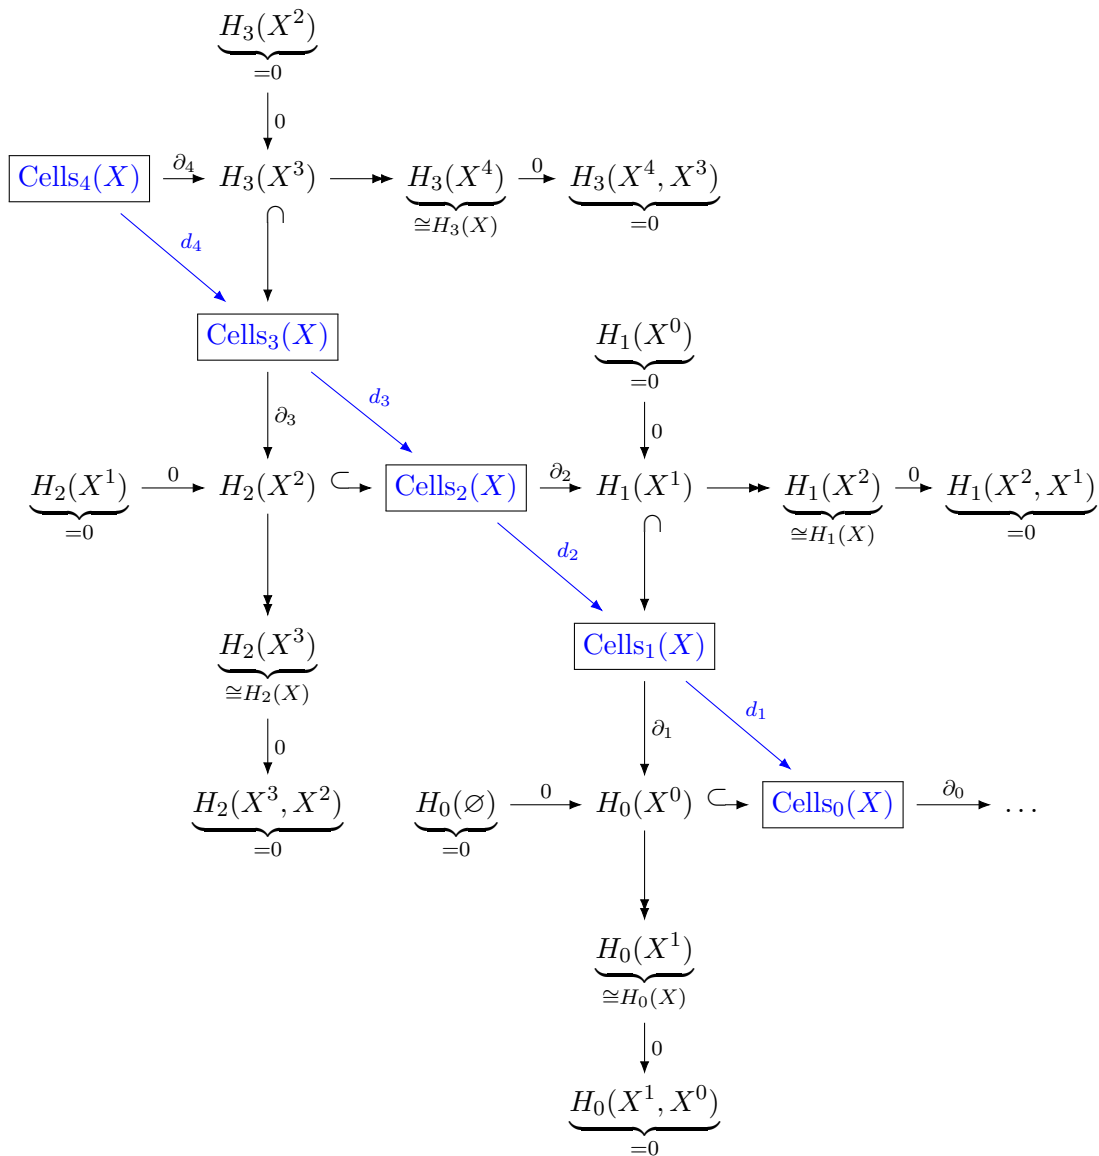 H_3(X^2)
=0
0
Cells_4(X) ∂_4 H_3(X^3) H_3(X^4) 0 H_3(X^4, X^3)
≅H_3(X) =0
d_4
Cells_3(X) H_1(X^0)
=0
d_3
∂_3 0
H_2(X^1) 0 H_2(X^2) Cells_2(X) ∂_2 H_1(X^1) H_1(X^2) 0 H_1(X^2, X^1)
=0 ≅H_1(X) =0
d_2
H_2(X^3) Cells_1(X)
≅H_2(X)
d_1
0 ∂_1
H_2(X^3, X^2) H_0(∅) 0 H_0(X^0) Cells_0(X) ∂_0 …
=0 =0
H_0(X^1)
≅H_0(X)
0
H_0(X^1, X^0)
=0